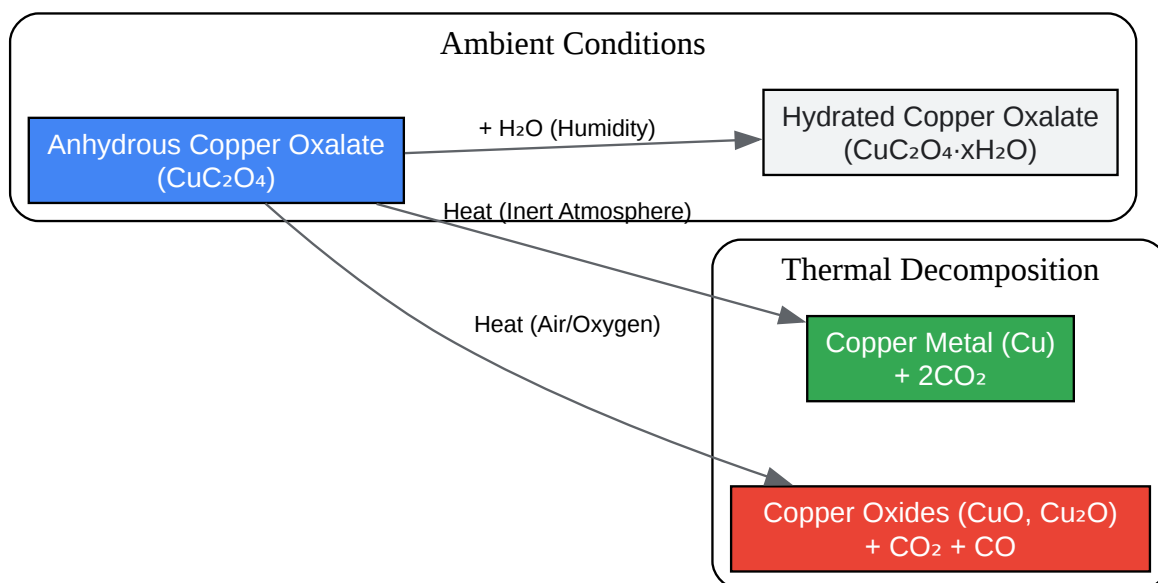 Ambient Conditions
Anhydrous Copper Oxalate
(CuC₂O₄)
+ H₂O (Humidity)
Hydrated Copper Oxalate
(CuC₂O₄·xH₂O)
Heat (Inert Atmosphere)
Thermal Decomposition
Heat (Air/Oxygen)
Copper Metal (Cu)
+ 2CO₂
Copper Oxides (CuO, Cu₂O)
+ CO₂ + CO